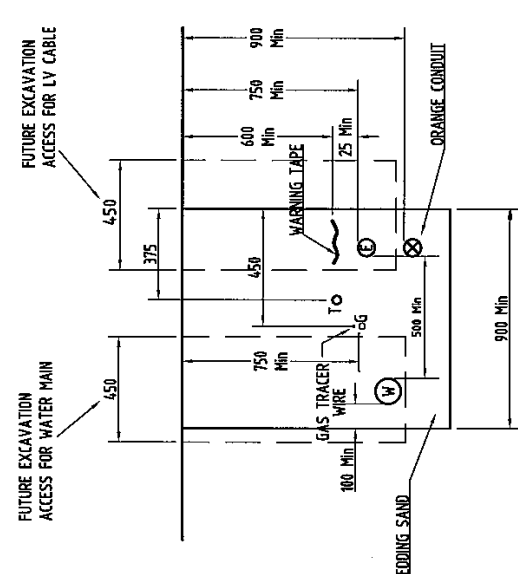 FUTURE EXCAVATION
ACCESS FOR LV CABLE
FUTURE EXCAVATION
ACCESS FOR WATER MAIN
450
450
375
450
900
Min
750
Min
600
Min
25 Min
WARNING TAPE
750
Min
T
G
E
W
GAS TRACER
WIRE
100 Min
500 Min
ORANGE CONDUIT
EDDING SAND
900 Min